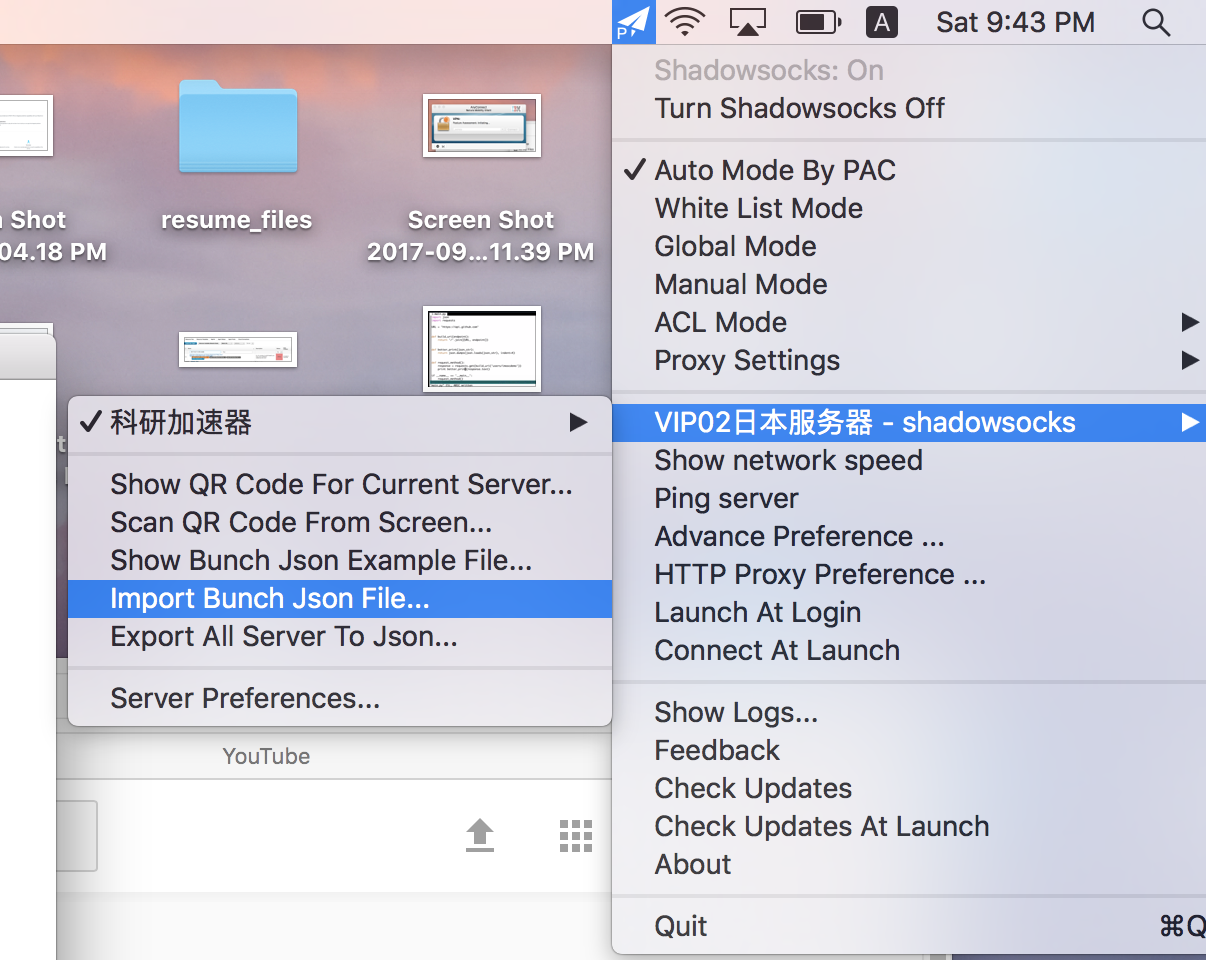 P
A
Sat 9:43 PM
Shadowsocks: On
Turn Shadowsocks Off
Auto Mode By PAC
White List Mode
Global Mode
Manual Mode
ACL Mode
Proxy Settings
VIP02日本服务器 - shadowsocks
Show network speed
Ping server
Advance Preference ...
HTTP Proxy Preference ...
Launch At Login
Connect At Launch
Show Logs...
Feedback
Check Updates
Check Updates At Launch
About
Quit ⌘Q
Shot
04.18 PM
resume_files
Screen Shot
2017-09...11.39 PM
科研加速器
Show QR Code For Current Server...
Scan QR Code From Screen...
Show Bunch Json Example File...
Import Bunch Json File...
Export All Server To Json...
Server Preferences...
YouTube